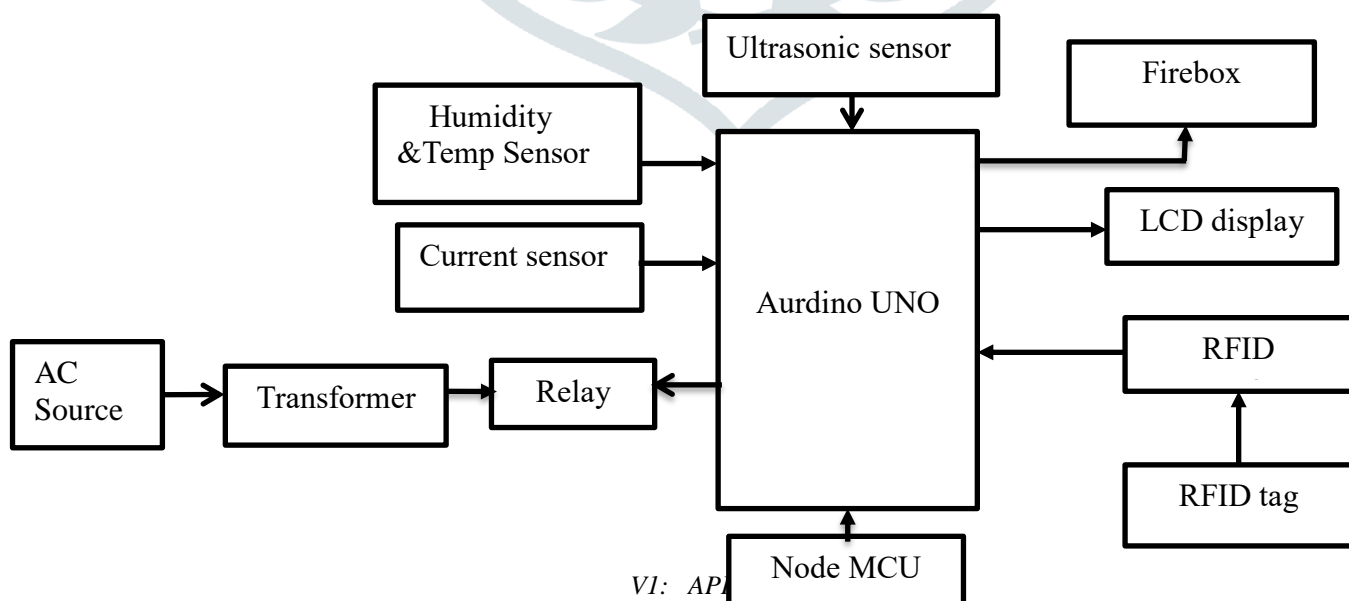 Ultrasonic sensor
Firebox
Humidity
&Temp Sensor
LCD display
Current sensor
Aurdino UNO
RFID
AC
Source
Transformer
Relay
RFID tag
Node MCU
V1: